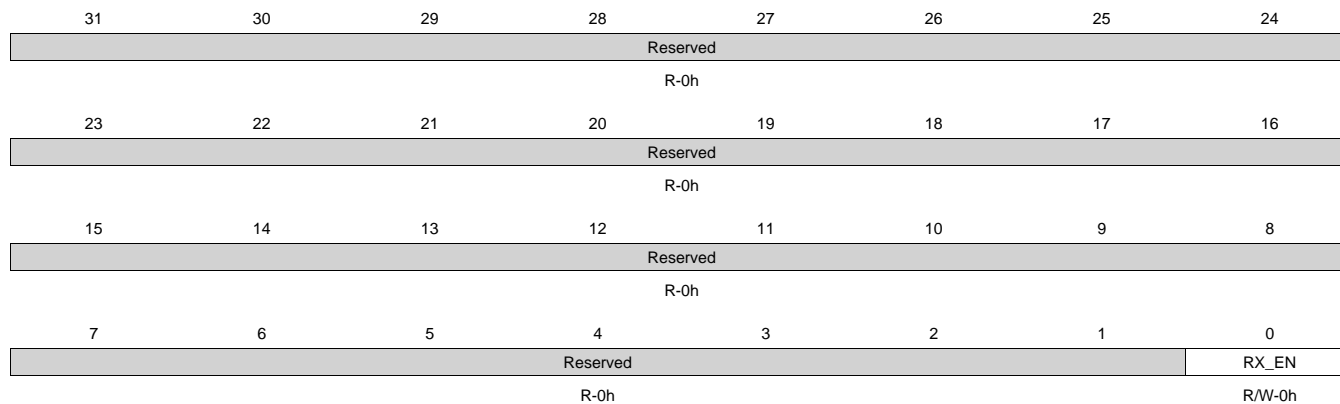 31 30 29 28 27 26 25 24
Reserved
R-0h
23 22 21 20 19 18 17 16
Reserved
R-0h
15 14 13 12 11 10 9 8
Reserved
R-0h
7 6 5 4 3 2 1 0
Reserved RX_EN
R-0h R/W-0h